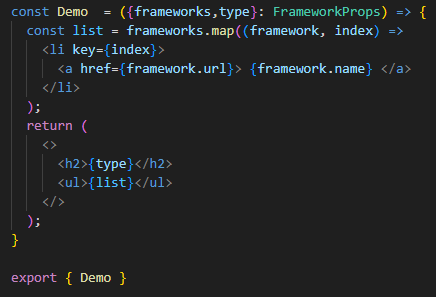 const Demo  = ({frameworks,type}: FrameworkProps) => {
  const list = frameworks.map((framework, index) =>
    <li key={index}>
      <a href={framework.url}> {framework.name} </a>
    </li>
  );
  return (
    <>
      <h2>{type}</h2>
      <ul>{list}</ul>
    </>
  );
}

export { Demo }